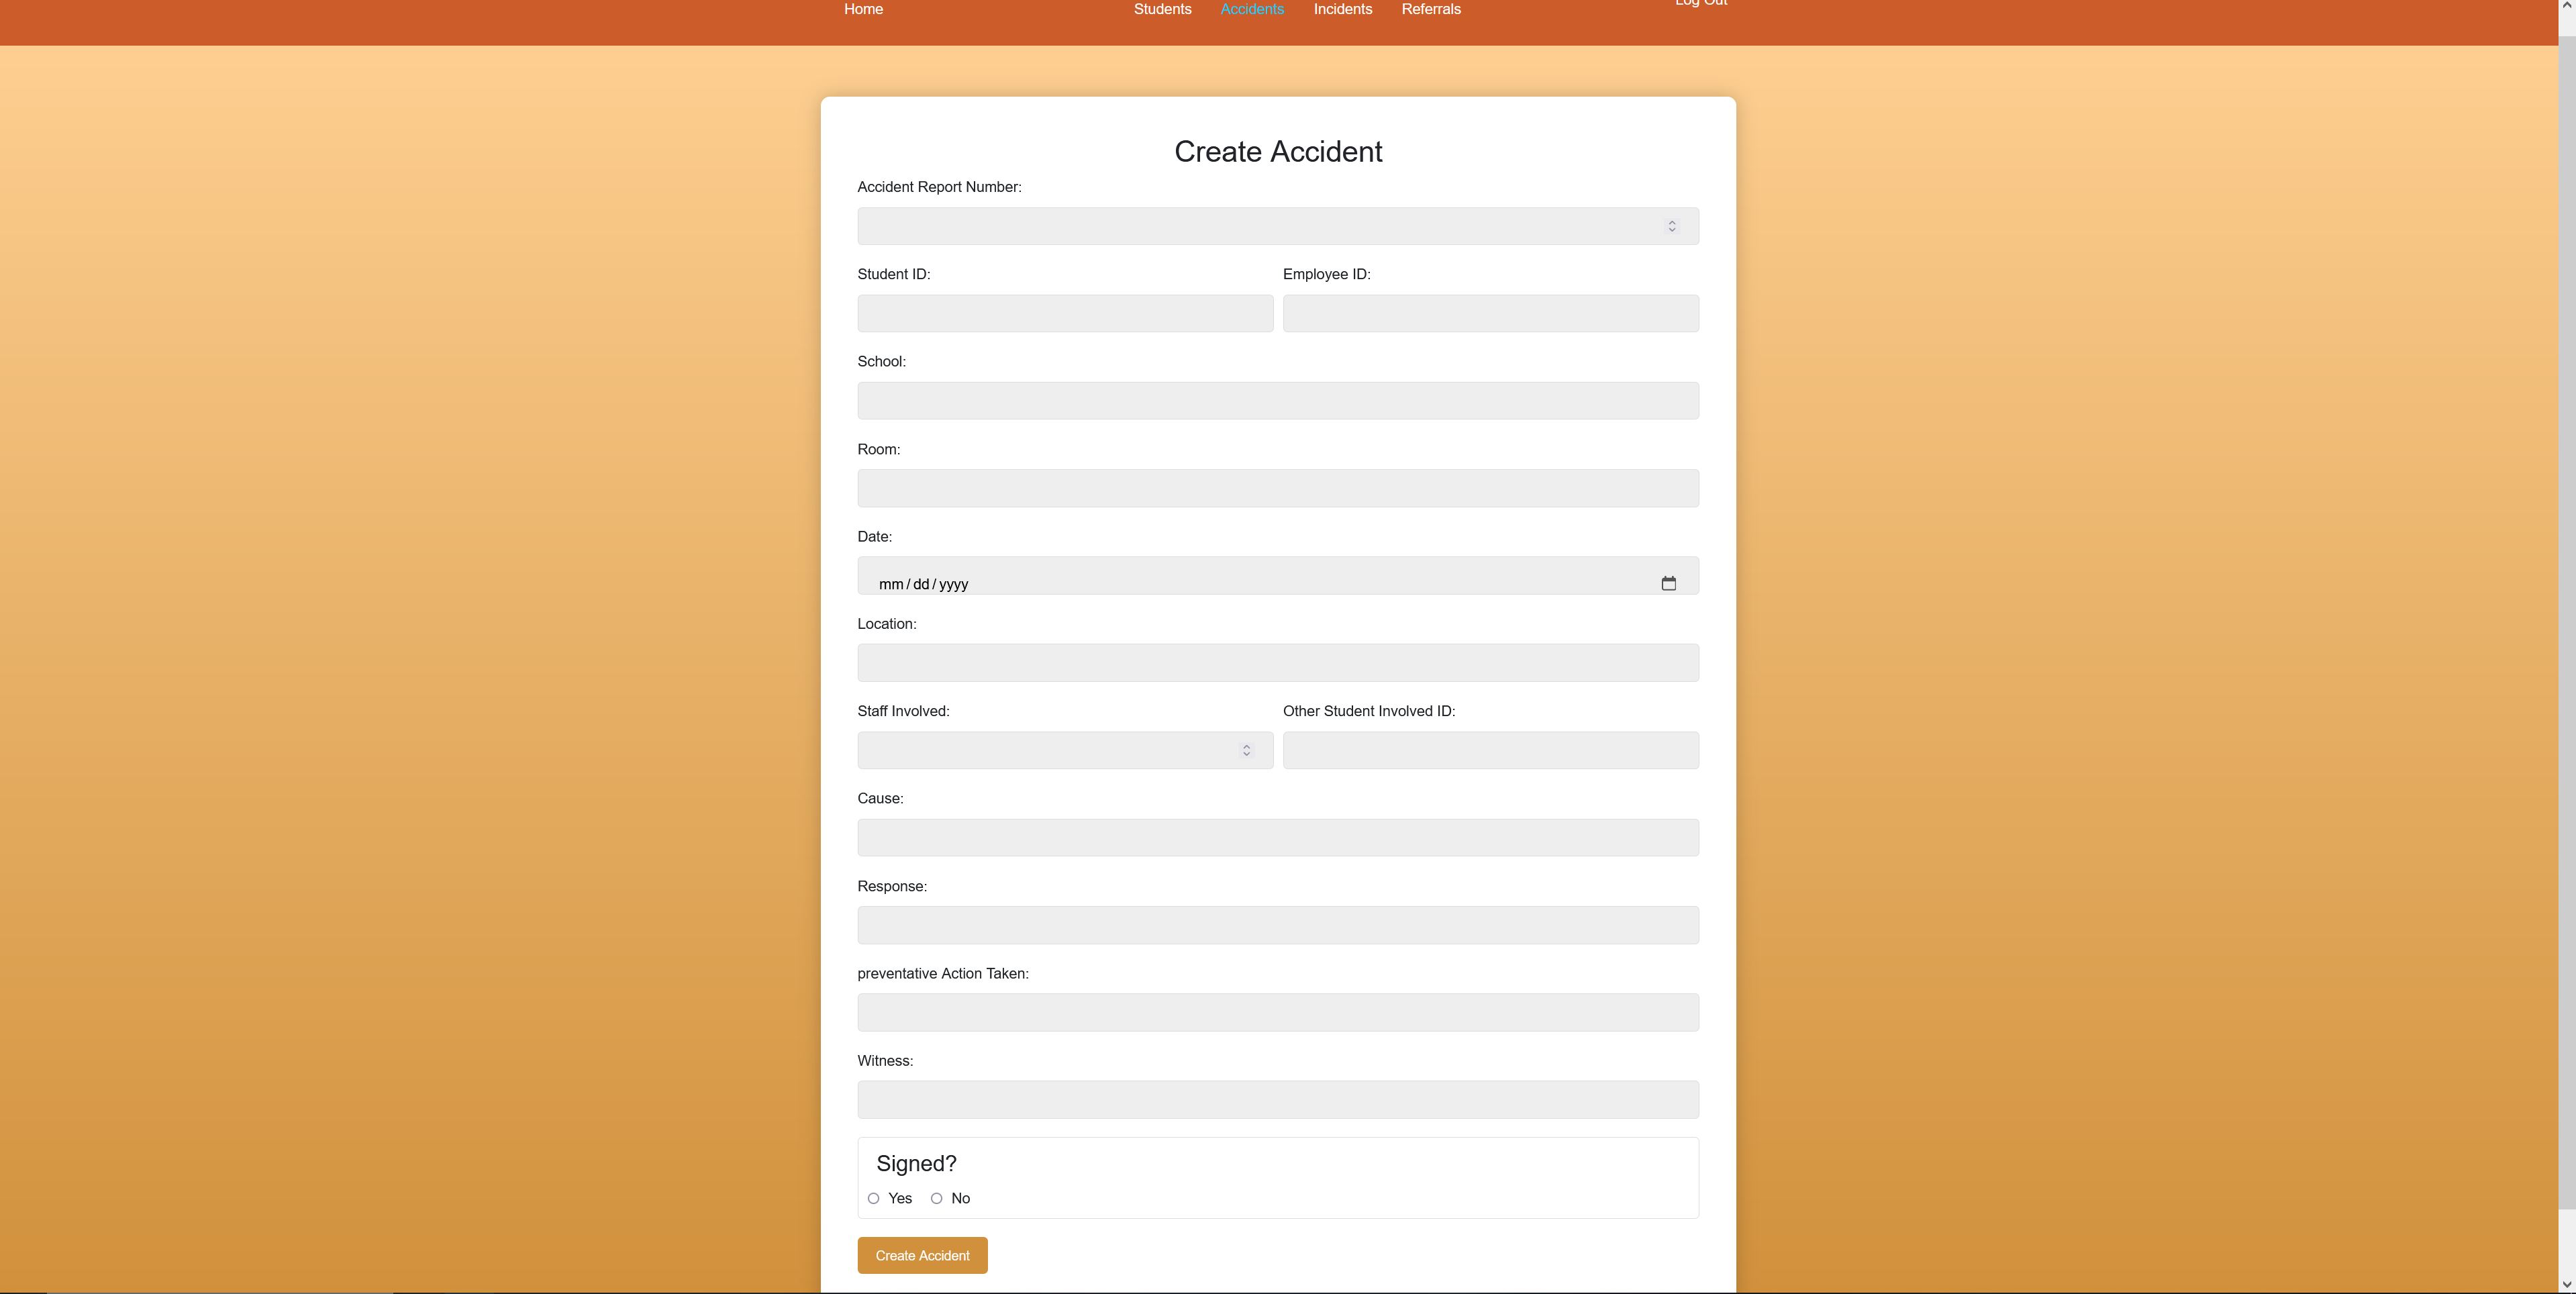 Home Students Accidents Incidents Referrals Log Out
Create Accident
Accident Report Number:
Student ID: Employee ID:
School:
Room:
Date:
mm / dd / yyyy
Location:
Staff Involved: Other Student Involved ID:
Cause:
Response:
preventative Action Taken:
Witness:
Signed?
Yes No
Create Accident